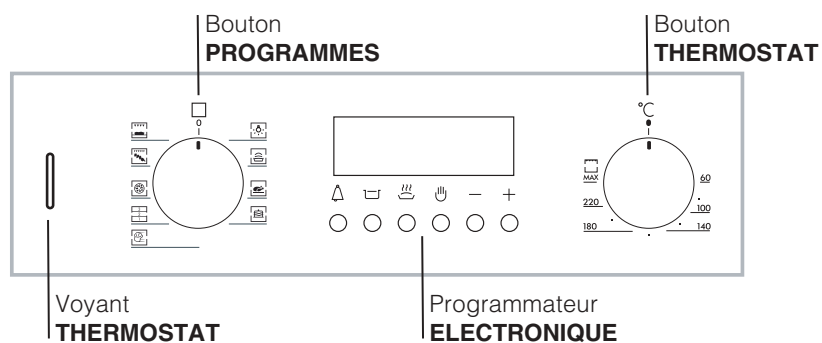 Bouton
PROGRAMMES
Bouton
THERMOSTAT
0
°C
MAX
60
220
100
180
140
Voyant
THERMOSTAT
Programmateur
ELECTRONIQUE